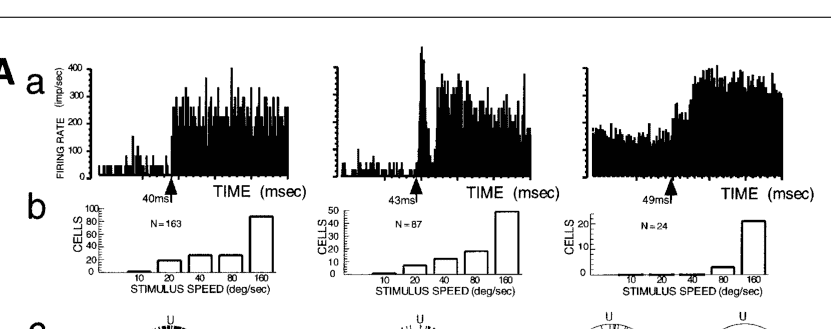 A
a
FIRING RATE (imp/sec)
400
300
200
100
0
40ms
TIME (msec)
43ms
TIME (msec)
49ms
TIME (msec)
b
CELLS
100
80
60
40
20
0
N=163
10 20 40 80 160
STIMULUS SPEED (deg/sec)
CELLS
50
40
30
20
10
0
N=87
10 20 40 80 160
STIMULUS SPEED (deg/sec)
CELLS
20
10
0
N=24
10 20 40 80 160
STIMULUS SPEED (deg/sec)
U
U
U
U